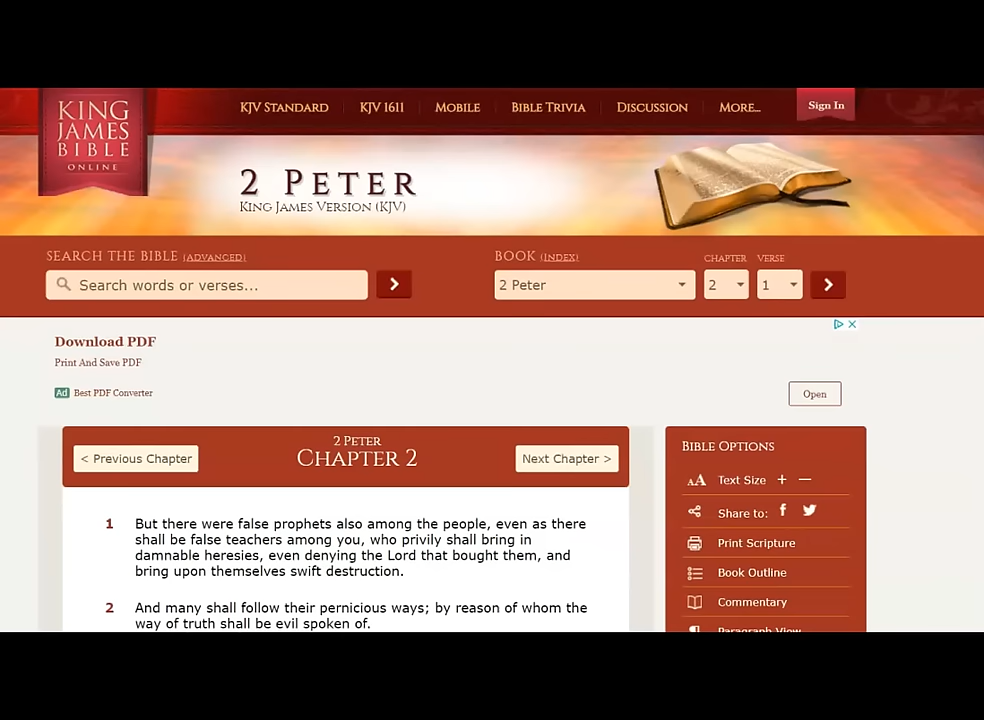 KING
JAMES
BIBLE
ONLINE
KJV STANDARD KJV 1611 MOBILE BIBLE TRIVIA DISCUSSION MORE... Sign In
2 PETER
KING JAMES VERSION (KJV)
SEARCH THE BIBLE (ADVANCED)
Search words or verses...
BOOK (INDEX) CHAPTER VERSE
2 Peter 2 1
Download PDF
Print And Save PDF
Ad Best PDF Converter
Open
< Previous Chapter
2 PETER
CHAPTER 2
Next Chapter >
1 But there were false prophets also among the people, even as there
shall be false teachers among you, who privily shall bring in
damnable heresies, even denying the Lord that bought them, and
bring upon themselves swift destruction.
2 And many shall follow their pernicious ways; by reason of whom the
way of truth shall be evil spoken of.
BIBLE OPTIONS
AA Text Size + —
Share to:
Print Scripture
Book Outline
Commentary
Paragraph View